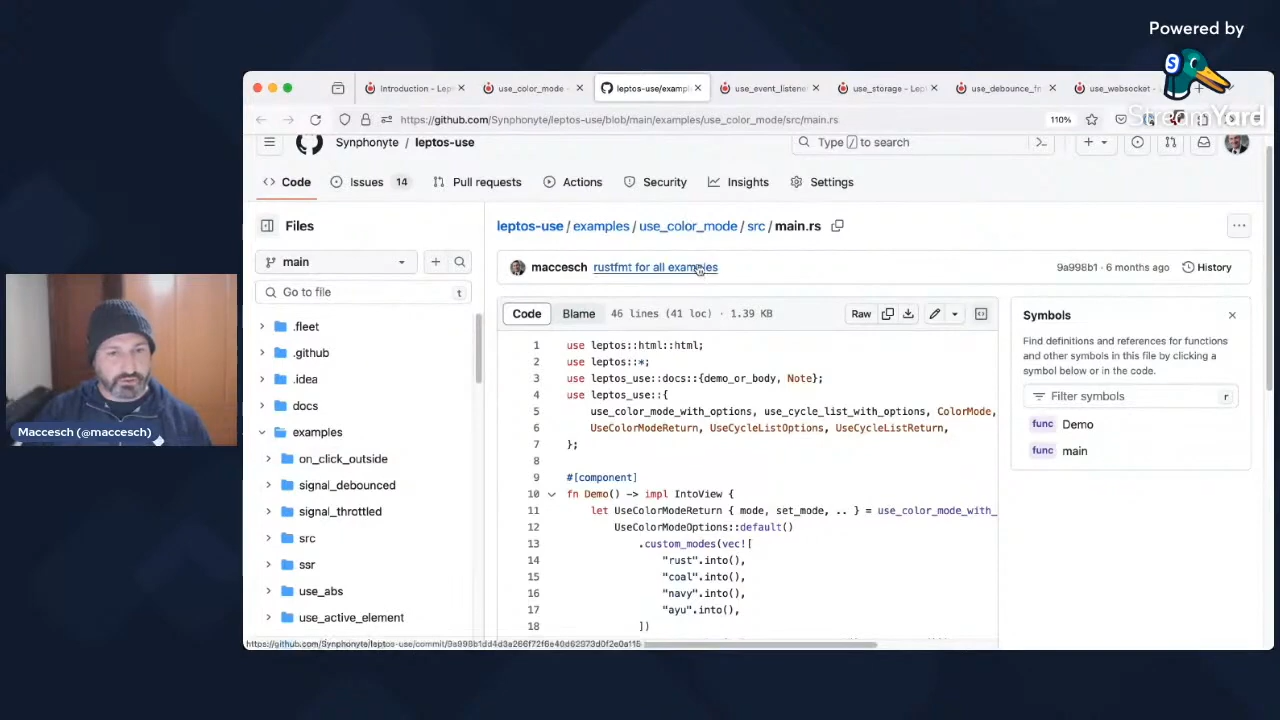 Powered by
S
StreamYard
Introduction - Lep
use_color_mode -
leptos-use/exampl
use_event_listene
use_storage - Lep
use_debounce_fn
use_websocket -
https://github.com/Synphonyte/leptos-use/blob/main/examples/use_color_mode/src/main.rs
110%
Synphonyte / leptos-use
Type / to search
Code
Issues 14
Pull requests
Actions
Security
Insights
Settings
Files
leptos-use / examples / use_color_mode / src / main.rs
main
maccesch rustfmt for all examples
9a998b1 · 6 months ago
History
Go to file t
Code
Blame
46 lines (41 loc) · 1.39 KB
Raw
Symbols
Find definitions and references for functions
and other symbols in this file by clicking a
symbol below or in the code.
Filter symbols r
func Demo
func main
.fleet
.github
.idea
docs
examples
on_click_outside
signal_debounced
signal_throttled
src
ssr
use_abs
use_active_element
1 use leptos::html::html;
2 use leptos::*;
3 use leptos_use::docs::{demo_or_body, Note};
4 use leptos_use::{
5 use_color_mode_with_options, use_cycle_list_with_options, ColorMode,
6 UseColorModeReturn, UseCycleListOptions, UseCycleListReturn,
7 };
8
9 #[component]
10 fn Demo() -> impl IntoView {
11 let UseColorModeReturn { mode, set_mode, .. } = use_color_mode_with_
12 UseColorModeOptions::default()
13 .custom_modes(vec![
14 "rust".into(),
15 "coal".into(),
16 "navy".into(),
17 "ayu".into(),
18 ])
Maccesch (@maccesch)